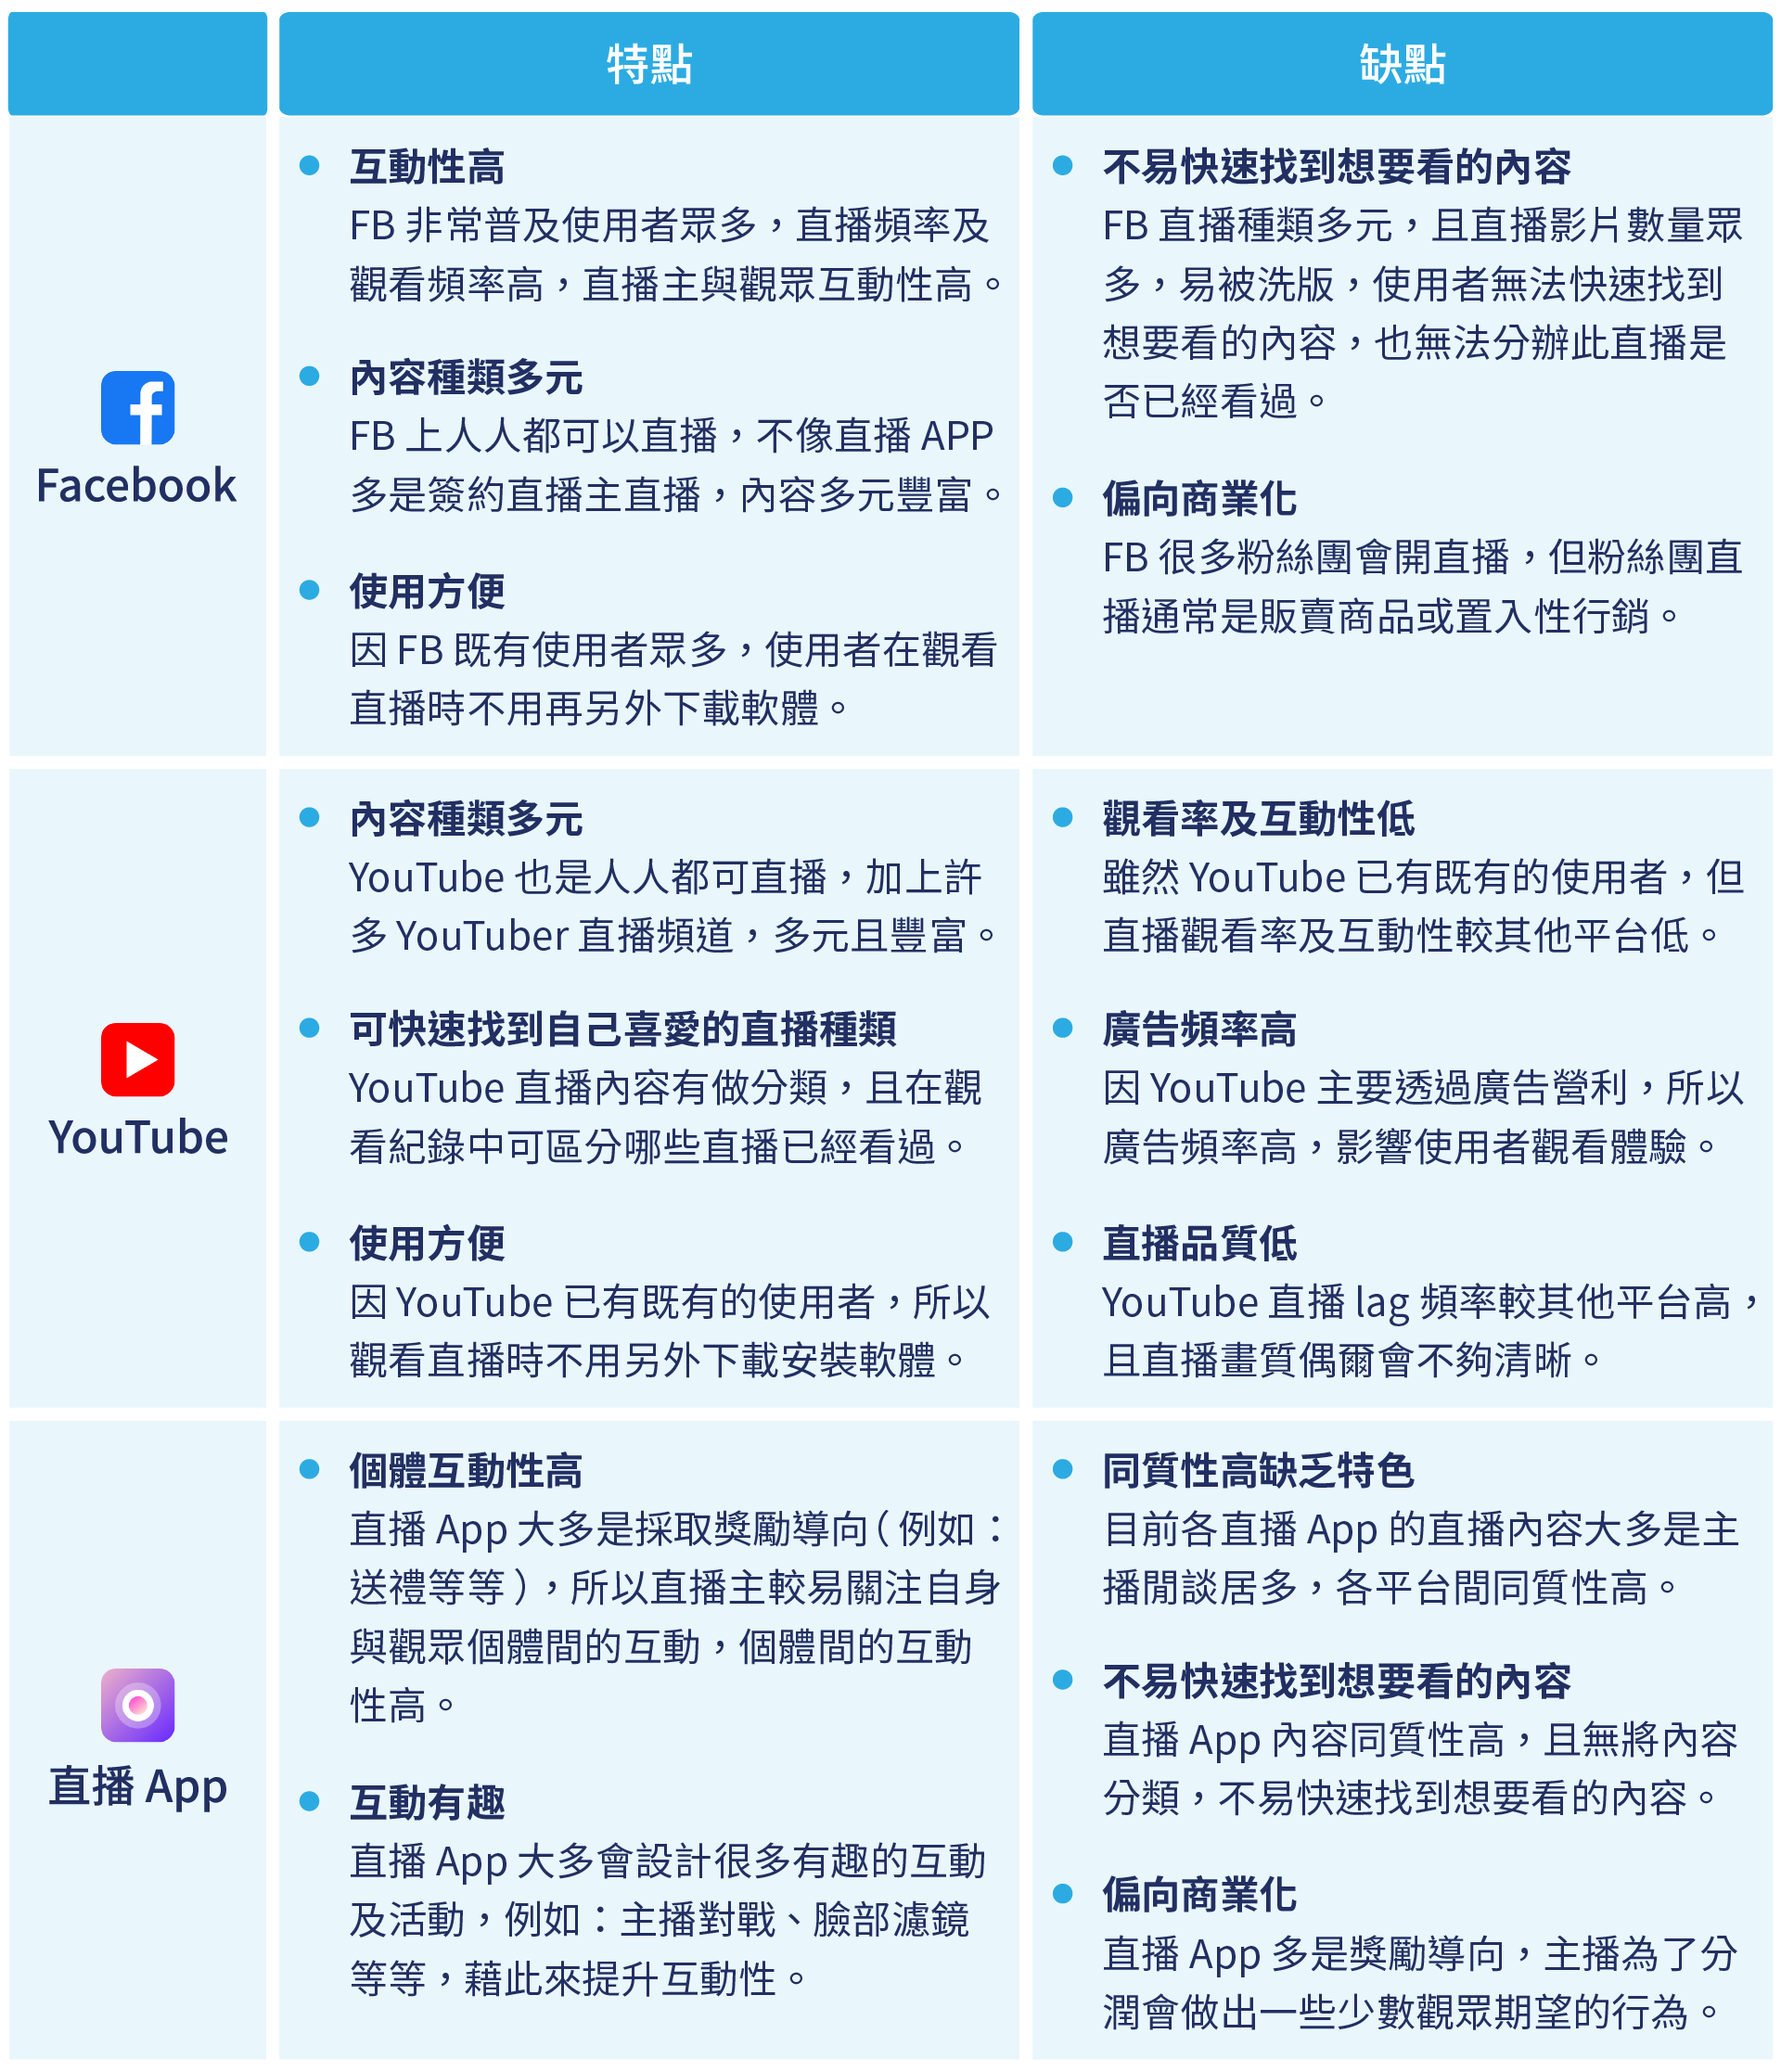 特點
缺點
Facebook
互動性高
FB 非常普及使用者眾多，直播頻率及
觀看頻率高，直播主與觀眾互動性高。
內容種類多元
FB 上人人都可以直播，不像直播 APP
多是簽約直播主直播，內容多元豐富。
使用方便
因 FB 既有使用者眾多，使用者在觀看
直播時不用再另外下載軟體。
不易快速找到想要看的內容
FB 直播種類多元，且直播影片數量眾
多，易被洗版，使用者無法快速找到
想要看的內容，也無法分辦此直播是
否已經看過。
偏向商業化
FB 很多粉絲團會開直播，但粉絲團直
播通常是販賣商品或置入性行銷。
YouTube
內容種類多元
YouTube 也是人人都可直播，加上許
多 YouTuber 直播頻道，多元且豐富。
可快速找到自己喜愛的直播種類
YouTube 直播內容有做分類，且在觀
看紀錄中可區分哪些直播已經看過。
使用方便
因 YouTube 已有既有的使用者，所以
觀看直播時不用另外下載安裝軟體。
觀看率及互動性低
雖然 YouTube 已有既有的使用者，但
直播觀看率及互動性較其他平台低。
廣告頻率高
因 YouTube 主要透過廣告營利，所以
廣告頻率高，影響使用者觀看體驗。
直播品質低
YouTube 直播 lag 頻率較其他平台高，
且直播畫質偶爾會不夠清晰。
直播 App
個體互動性高
直播 App 大多是採取獎勵導向（例如：
送禮等等），所以直播主較易關注自身
與觀眾個體間的互動，個體間的互動
性高。
互動有趣
直播 App 大多會設計很多有趣的互動
及活動，例如：主播對戰、臉部濾鏡
等等，藉此來提升互動性。
同質性高缺乏特色
目前各直播 App 的直播內容大多是主
播閒談居多，各平台間同質性高。
不易快速找到想要看的內容
直播 App 內容同質性高，且無將內容
分類，不易快速找到想要看的內容。
偏向商業化
直播 App 多是獎勵導向，主播為了分
潤會做出一些少數觀眾期望的行為。